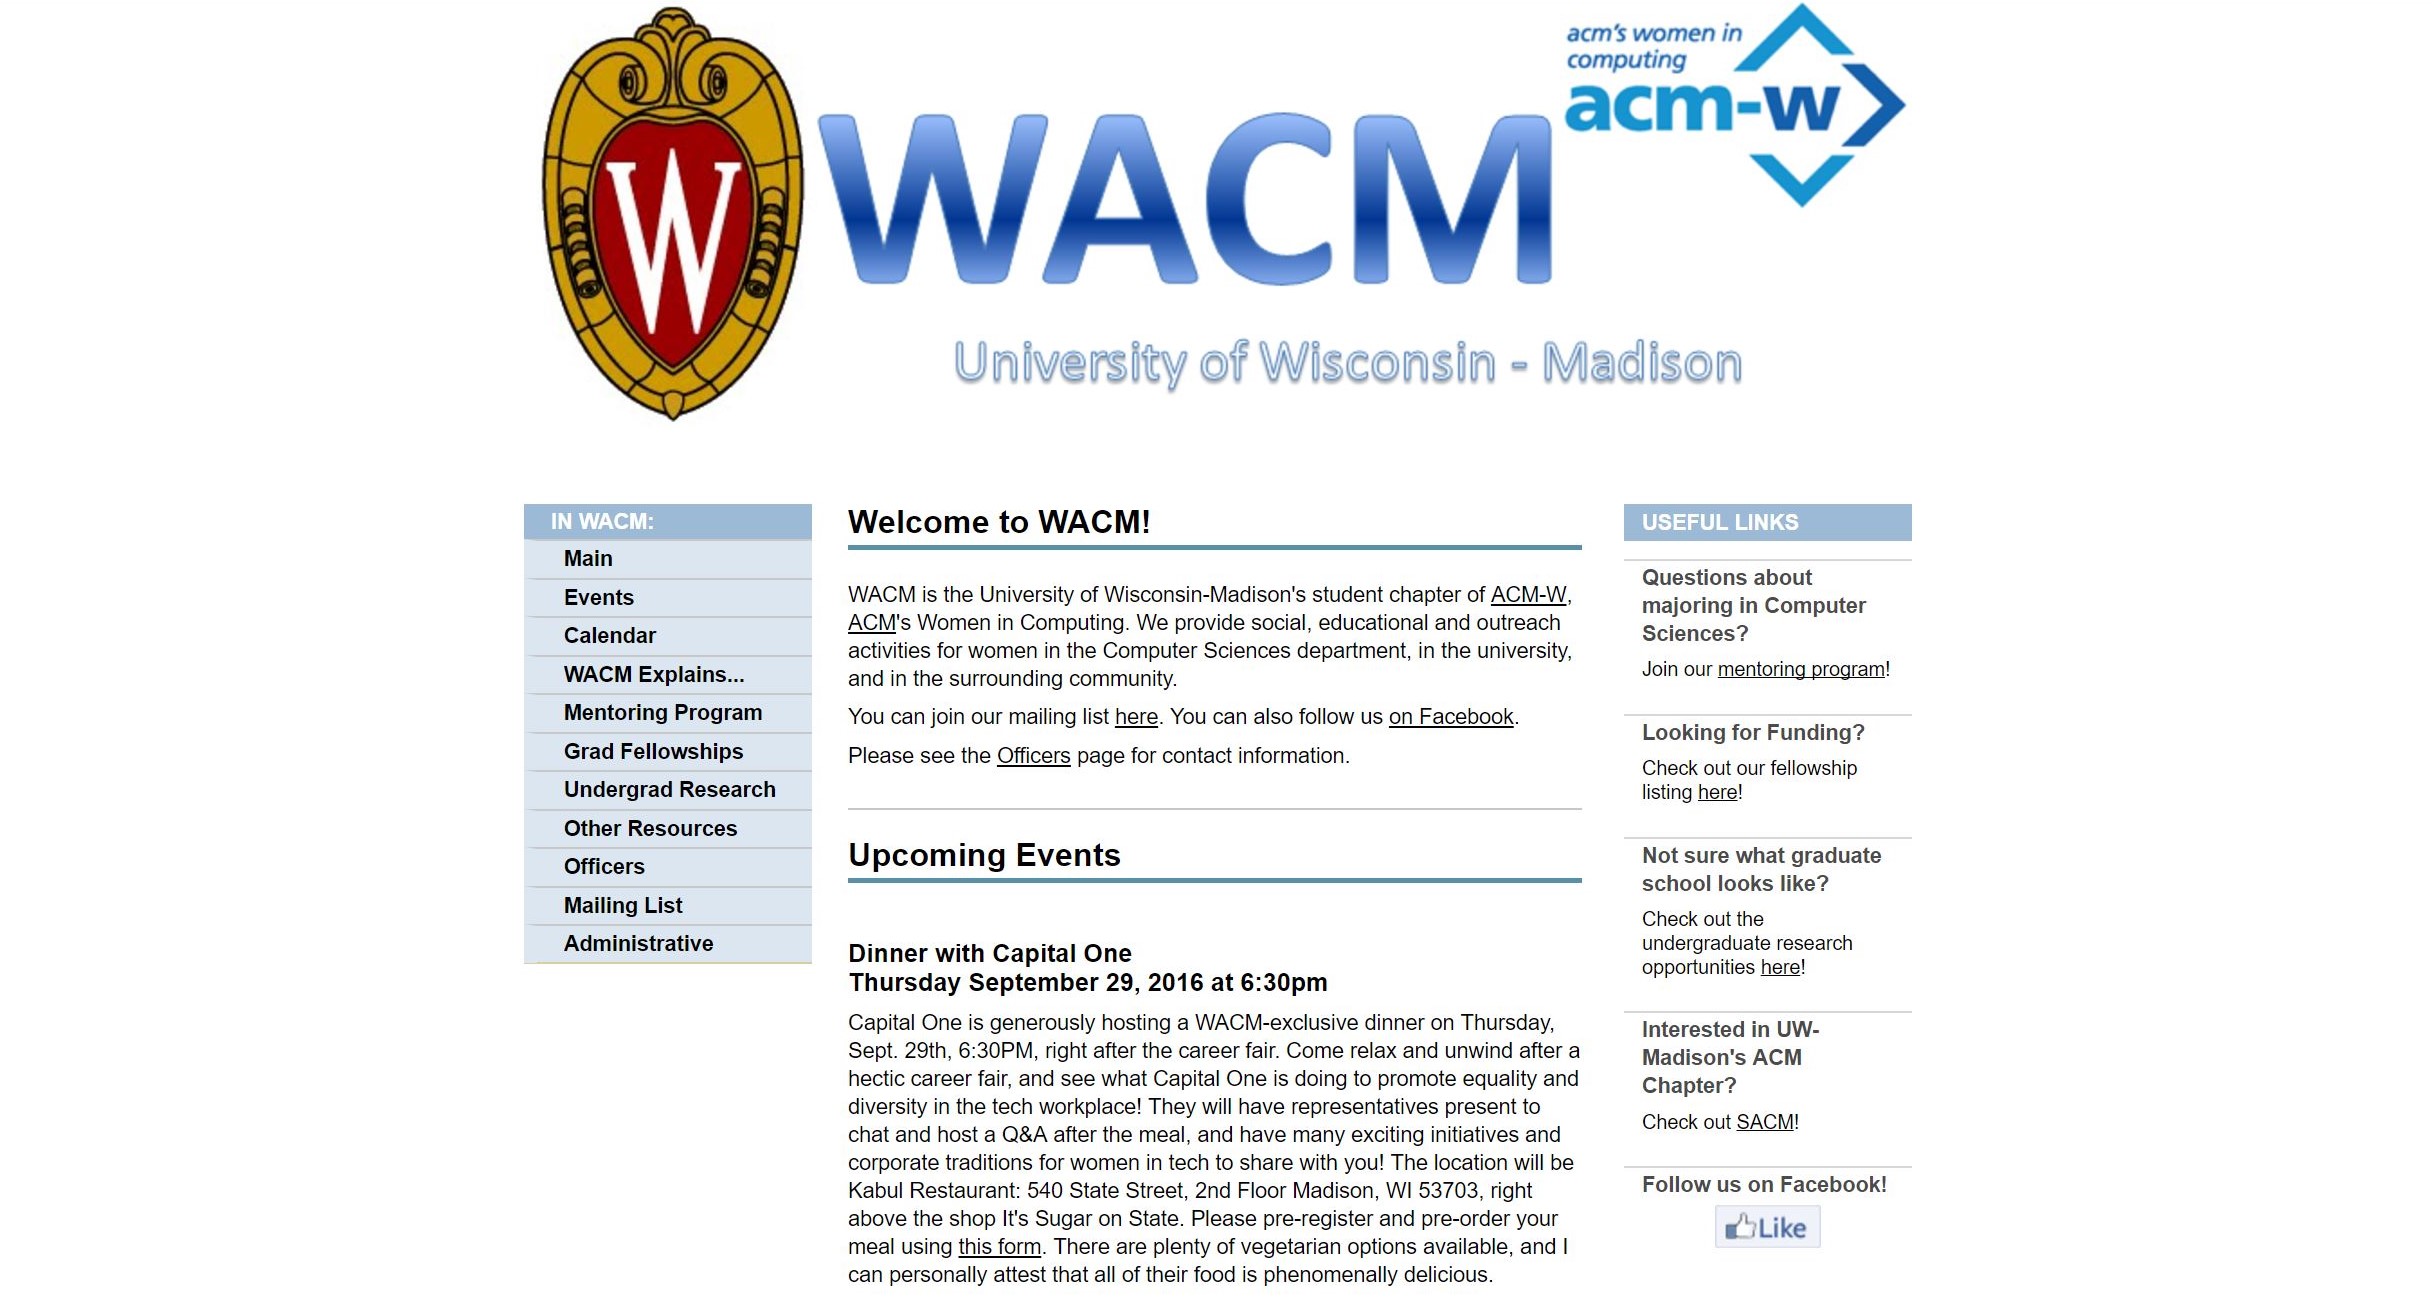 W
WACM
University of Wisconsin - Madison
acm's women in
computing
acm-w
IN WACM:
Main
Events
Calendar
WACM Explains...
Mentoring Program
Grad Fellowships
Undergrad Research
Other Resources
Officers
Mailing List
Administrative
Welcome to WACM!
WACM is the University of Wisconsin-Madison's student chapter of ACM-W,
ACM's Women in Computing. We provide social, educational and outreach
activities for women in the Computer Sciences department, in the university,
and in the surrounding community.
You can join our mailing list here. You can also follow us on Facebook.
Please see the Officers page for contact information.
Upcoming Events
Dinner with Capital One
Thursday September 29, 2016 at 6:30pm
Capital One is generously hosting a WACM-exclusive dinner on Thursday,
Sept. 29th, 6:30PM, right after the career fair. Come relax and unwind after a
hectic career fair, and see what Capital One is doing to promote equality and
diversity in the tech workplace! They will have representatives present to
chat and host a Q&A after the meal, and have many exciting initiatives and
corporate traditions for women in tech to share with you! The location will be
Kabul Restaurant: 540 State Street, 2nd Floor Madison, WI 53703, right
above the shop It's Sugar on State. Please pre-register and pre-order your
meal using this form. There are plenty of vegetarian options available, and I
can personally attest that all of their food is phenomenally delicious.
USEFUL LINKS
Questions about
majoring in Computer
Sciences?
Join our mentoring program!
Looking for Funding?
Check out our fellowship
listing here!
Not sure what graduate
school looks like?
Check out the
undergraduate research
opportunities here!
Interested in UW-
Madison's ACM
Chapter?
Check out SACM!
Follow us on Facebook!
Like